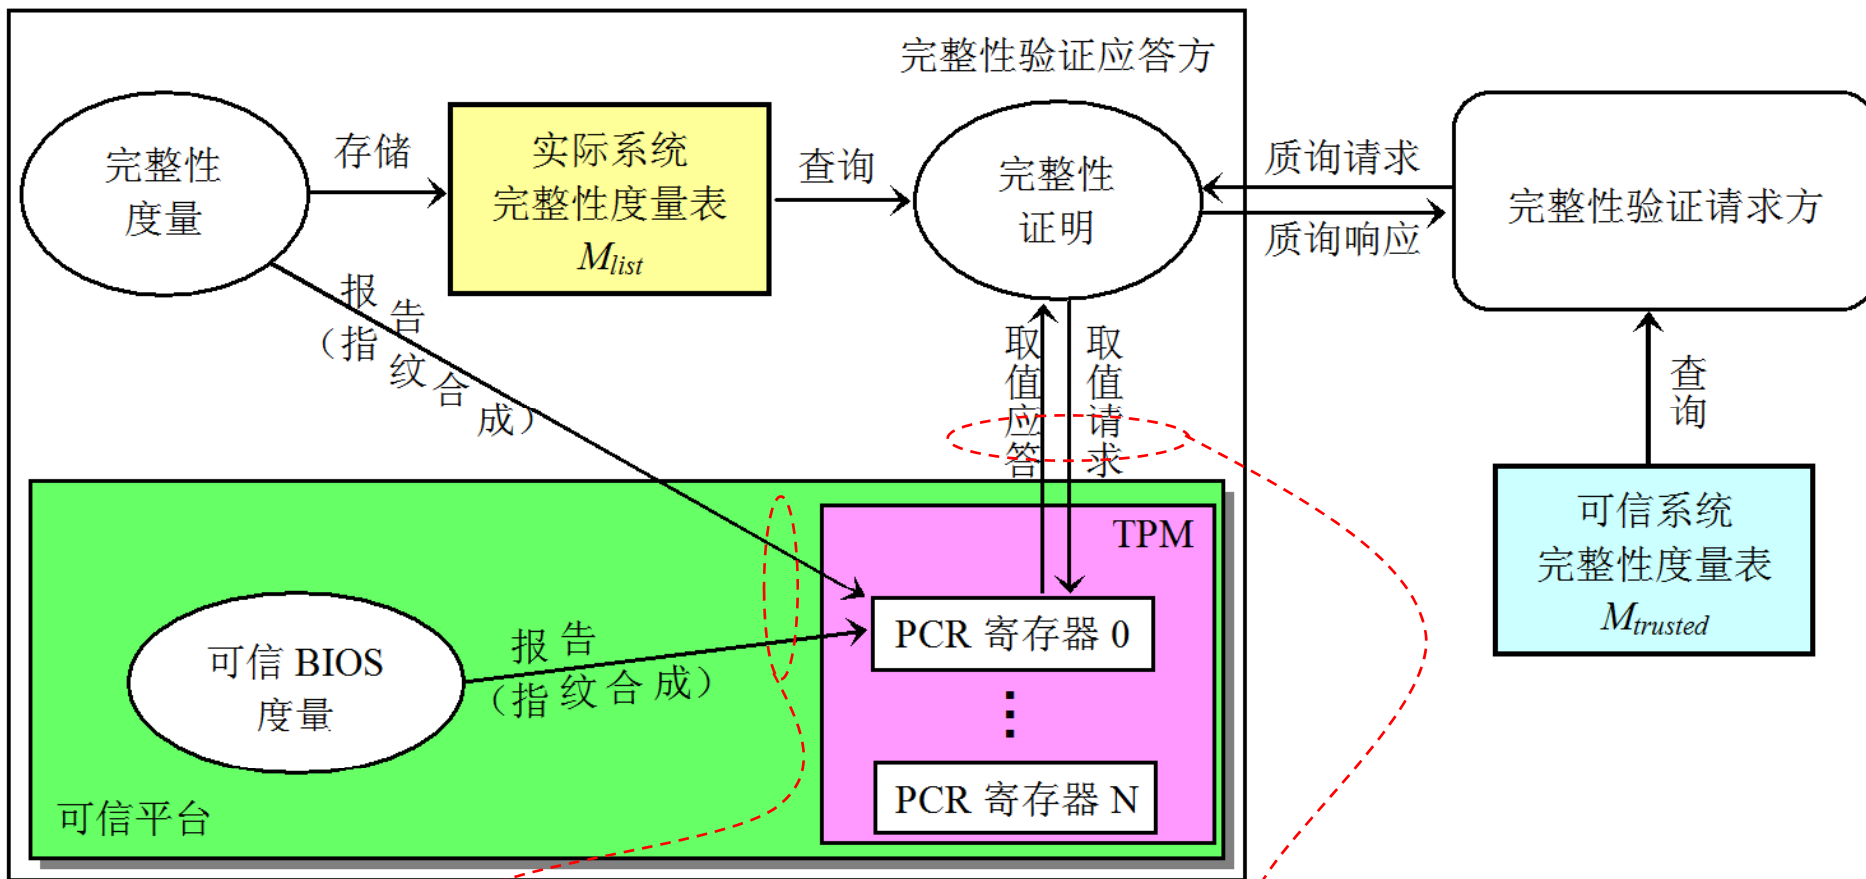 完整性验证应答方
完整性
度量
存储
实际系统
完整性度量表
Mlist
查询
完整性
证明
质询请求
质询响应
完整性验证请求方
报告
（指纹合成）
取值应答
取值请求
查询
可信系统
完整性度量表
Mtrusted
TPM
PCR 寄存器 0
⋮
PCR 寄存器 N
可信 BIOS
度量
报告
（指纹合成）
可信平台